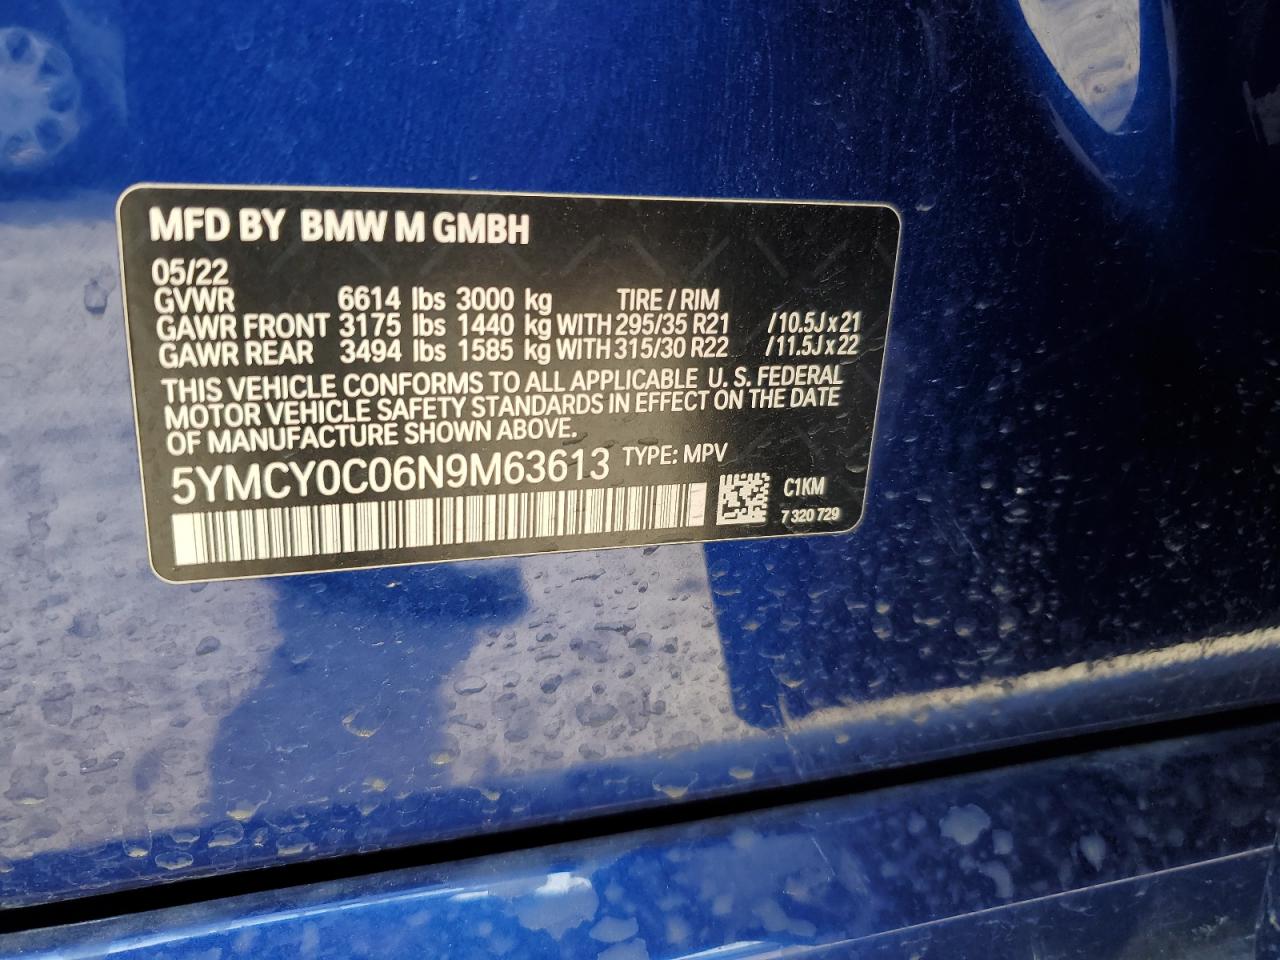 MFD BY BMW M GMBH
05/22
GVWR 6614 lbs 3000 kg TIRE / RIM
GAWR FRONT 3175 lbs 1440 kg WITH 295/35 R21 /10.5J x 21
GAWR REAR 3494 lbs 1585 kg WITH 315/30 R22 /11.5J x 22
THIS VEHICLE CONFORMS TO ALL APPLICABLE U. S. FEDERAL
MOTOR VEHICLE SAFETY STANDARDS IN EFFECT ON THE DATE
OF MANUFACTURE SHOWN ABOVE.
5YMCY0C06N9M63613 TYPE: MPV
C1KM
7 320 729